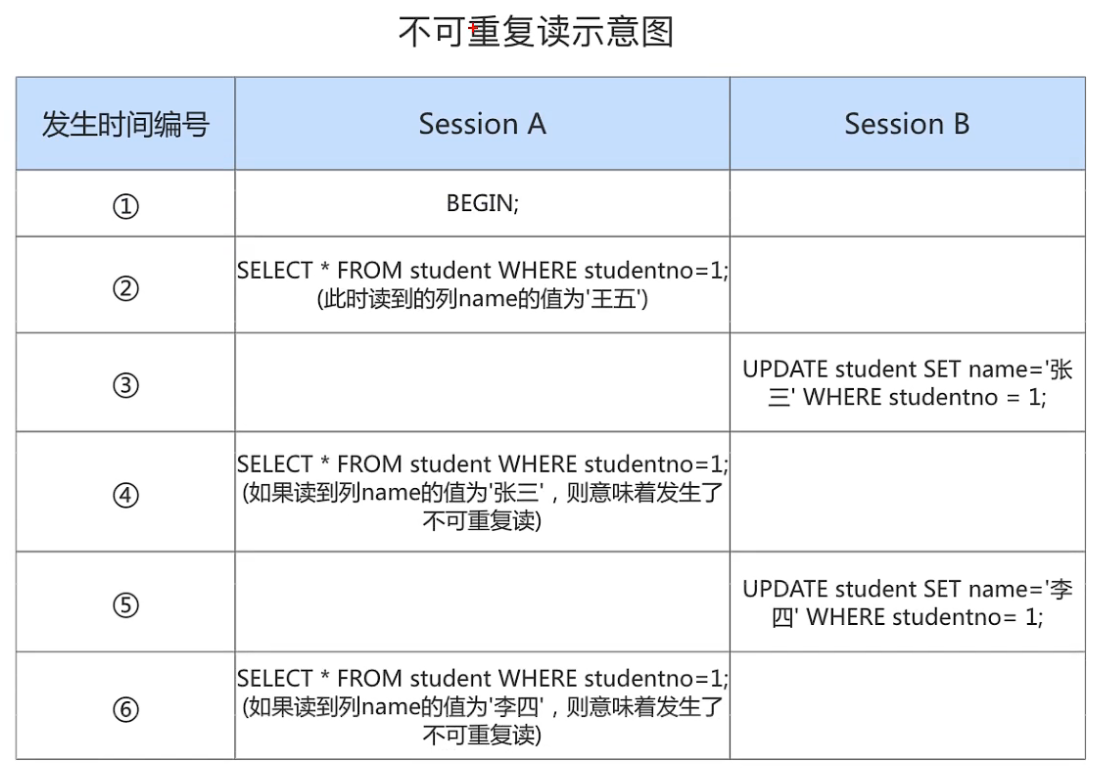 不可重复读示意图
发生时间编号 Session A Session B
① BEGIN;
② SELECT * FROM student WHERE studentno=1;
(此时读到的列name的值为'王五')
③ UPDATE student SET name='张
三' WHERE studentno = 1;
④ SELECT * FROM student WHERE studentno=1;
(如果读到列name的值为'张三'，则意味着发生了
不可重复读)
⑤ UPDATE student SET name='李
四' WHERE studentno= 1;
⑥ SELECT * FROM student WHERE studentno=1;
(如果读到列name的值为'李四'，则意味着发生了
不可重复读)